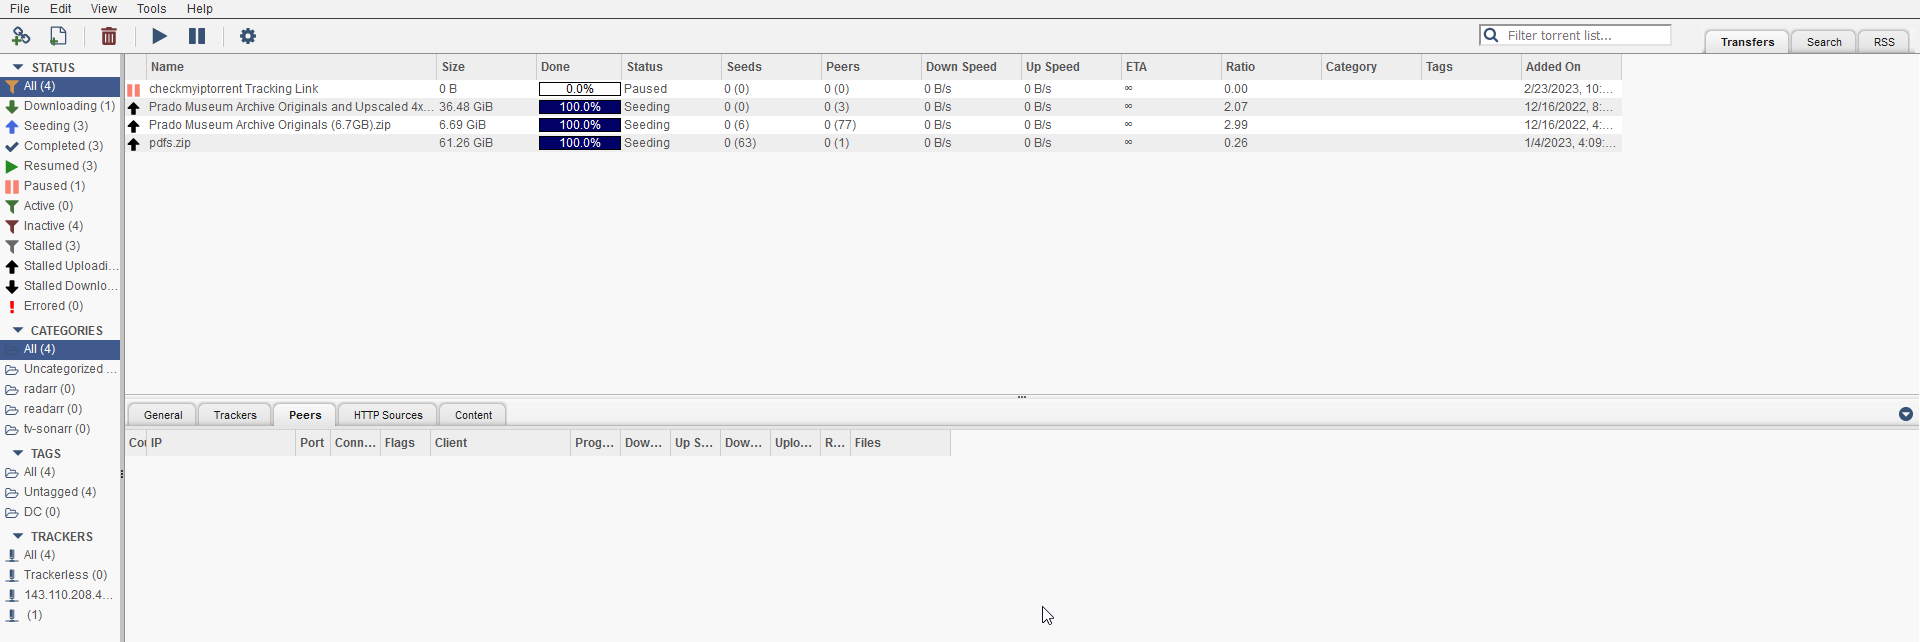 File Edit View Tools Help
Filter torrent list...
Transfers Search RSS
STATUS
All (4)
Downloading (1)
Seeding (3)
Completed (3)
Resumed (3)
Paused (1)
Active (0)
Inactive (4)
Stalled (3)
Stalled Uploadi...
Stalled Downlo...
Errored (0)
CATEGORIES
All (4)
Uncategorized ...
radarr (0)
readarr (0)
tv-sonarr (0)
TAGS
All (4)
Untagged (4)
DC (0)
TRACKERS
All (4)
Trackerless (0)
143.110.208.4...
(1)
Name Size Done Status Seeds Peers Down Speed Up Speed ETA Ratio Category Tags Added On
checkmyiptorrent Tracking Link 0 B 0.0% Paused 0 (0) 0 (0) 0 B/s 0 B/s ∞ 0.00 2/23/2023, 10:...
Prado Museum Archive Originals and Upscaled 4x... 36.48 GiB 100.0% Seeding 0 (0) 0 (3) 0 B/s 0 B/s ∞ 2.07 12/16/2022, 8:...
Prado Museum Archive Originals (6.7GB).zip 6.69 GiB 100.0% Seeding 0 (6) 0 (77) 0 B/s 0 B/s ∞ 2.99 12/16/2022, 4:...
pdfs.zip 61.26 GiB 100.0% Seeding 0 (63) 0 (1) 0 B/s 0 B/s ∞ 0.26 1/4/2023, 4:09:...
General Trackers Peers HTTP Sources Content
Cou IP Port Conn... Flags Client Prog... Dow... Up S... Dow... Uplo... R... Files